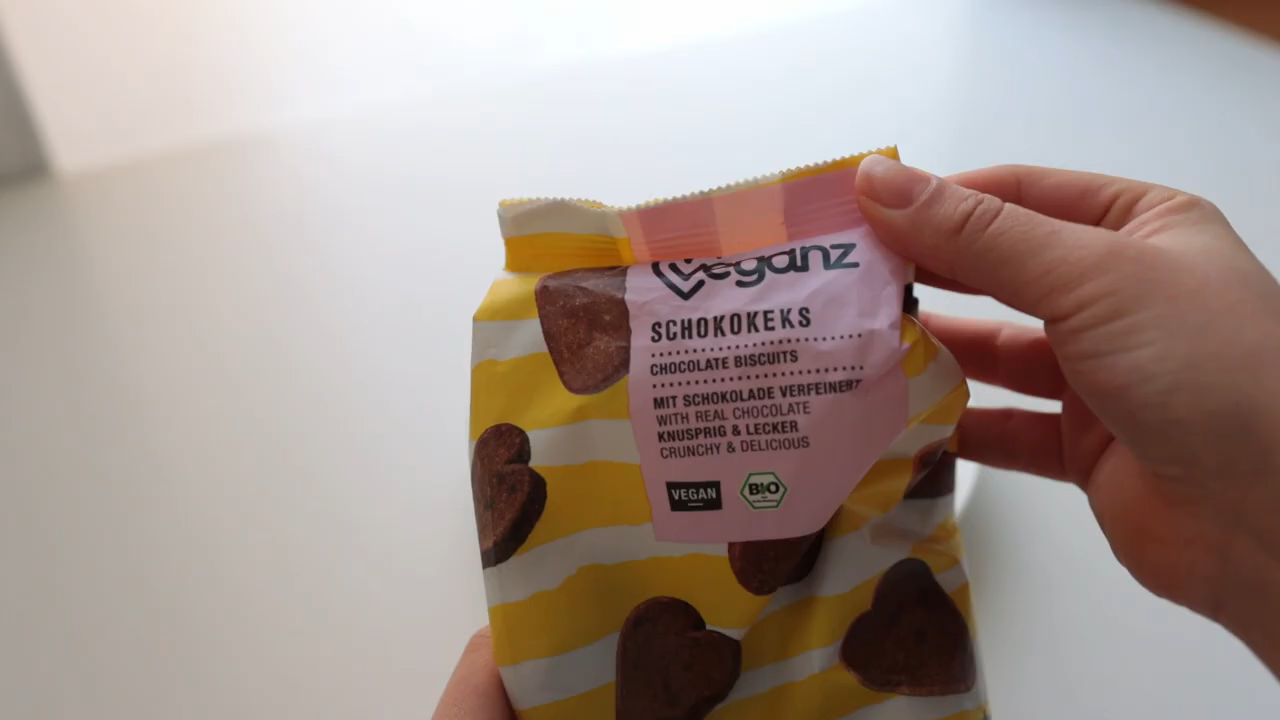 veganz
SCHOKOKEKS
CHOCOLATE BISCUITS
MIT SCHOKOLADE VERFEINERT
WITH REAL CHOCOLATE
KNUSPRIG & LECKER
CRUNCHY & DELICIOUS
VEGAN
BIO